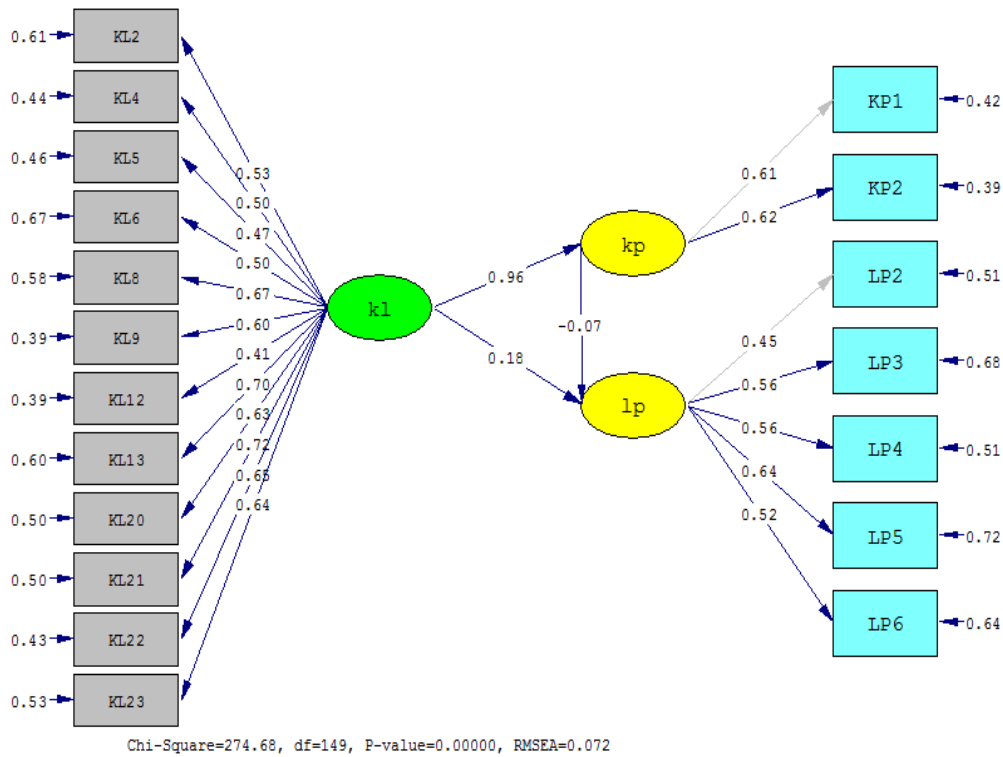 0.61 KL2
0.44 KL4
0.46 KL5
0.67 KL6
0.58 KL8
0.39 KL9
0.39 KL12
0.60 KL13
0.50 KL20
0.50 KL21
0.43 KL22
0.53 KL23
0.53
0.50
0.47
0.50
0.67
0.60
0.41
0.70
0.63
0.72
0.65
0.64
kl
0.96
0.18
kp
-0.07
lp
0.61
0.62
0.45
0.56
0.56
0.64
0.52
KP1 0.42
KP2 0.39
LP2 0.51
LP3 0.68
LP4 0.51
LP5 0.72
LP6 0.64
Chi-Square=274.68, df=149, P-value=0.00000, RMSEA=0.072